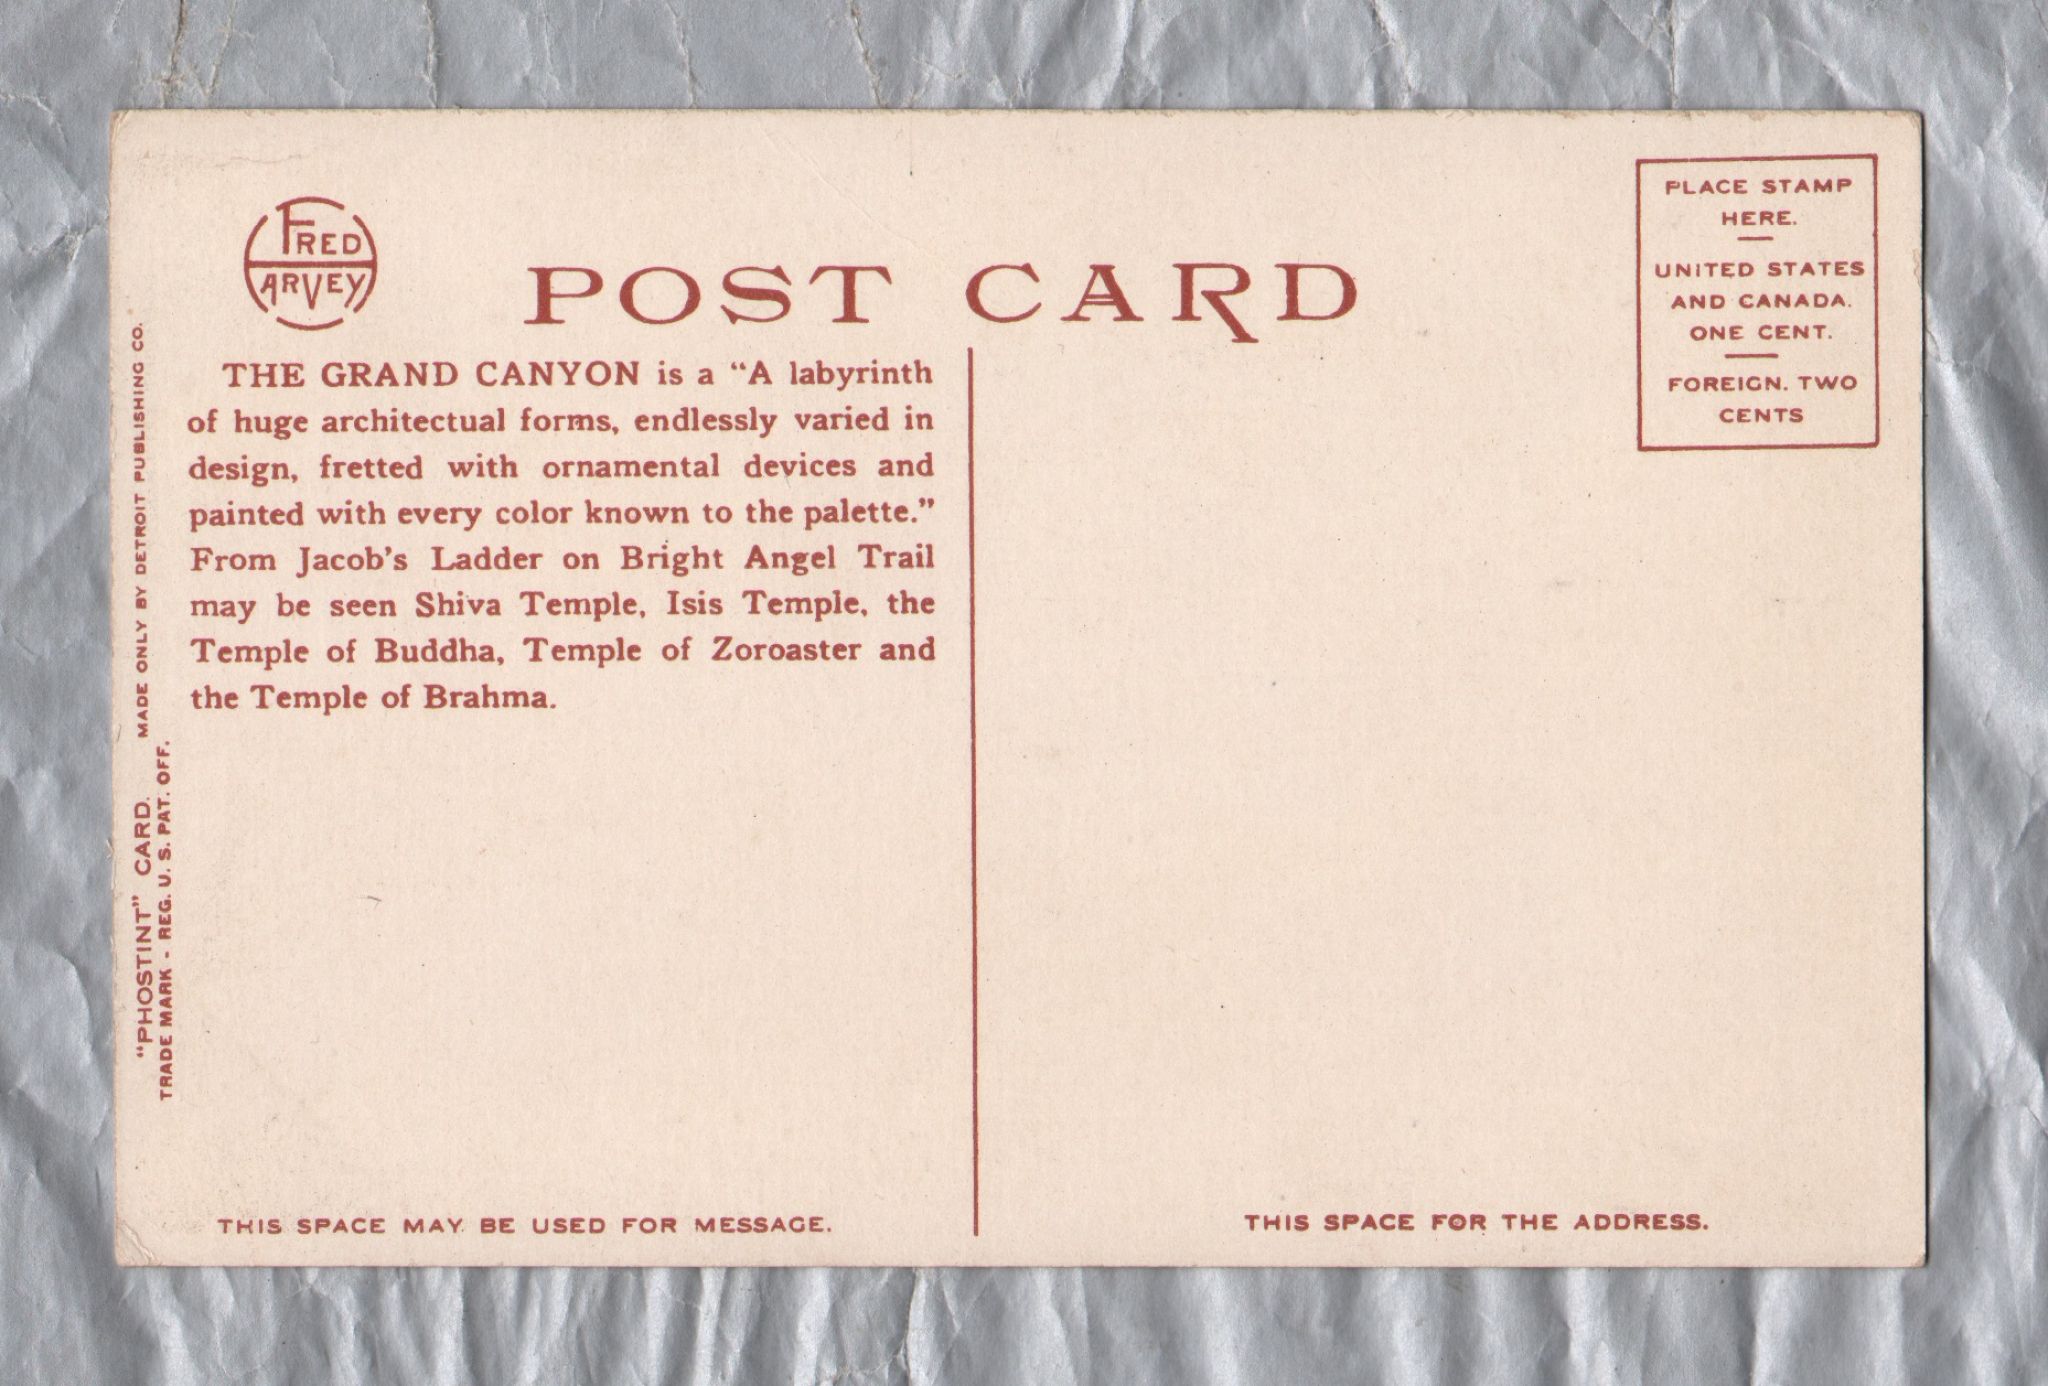 FRED
HARVEY
POST CARD
PLACE STAMP
HERE.
UNITED STATES
AND CANADA.
ONE CENT.
FOREIGN. TWO
CENTS
THE GRAND CANYON is a “A labyrinth
of huge architectual forms, endlessly varied in
design, fretted with ornamental devices and
painted with every color known to the palette.”
From Jacob’s Ladder on Bright Angel Trail
may be seen Shiva Temple, Isis Temple, the
Temple of Buddha, Temple of Zoroaster and
the Temple of Brahma.
“PHOSTINT” CARD. MADE ONLY BY DETROIT PUBLISHING CO.
TRADE MARK - REG. U. S. PAT. OFF.
THIS SPACE MAY BE USED FOR MESSAGE.
THIS SPACE FOR THE ADDRESS.